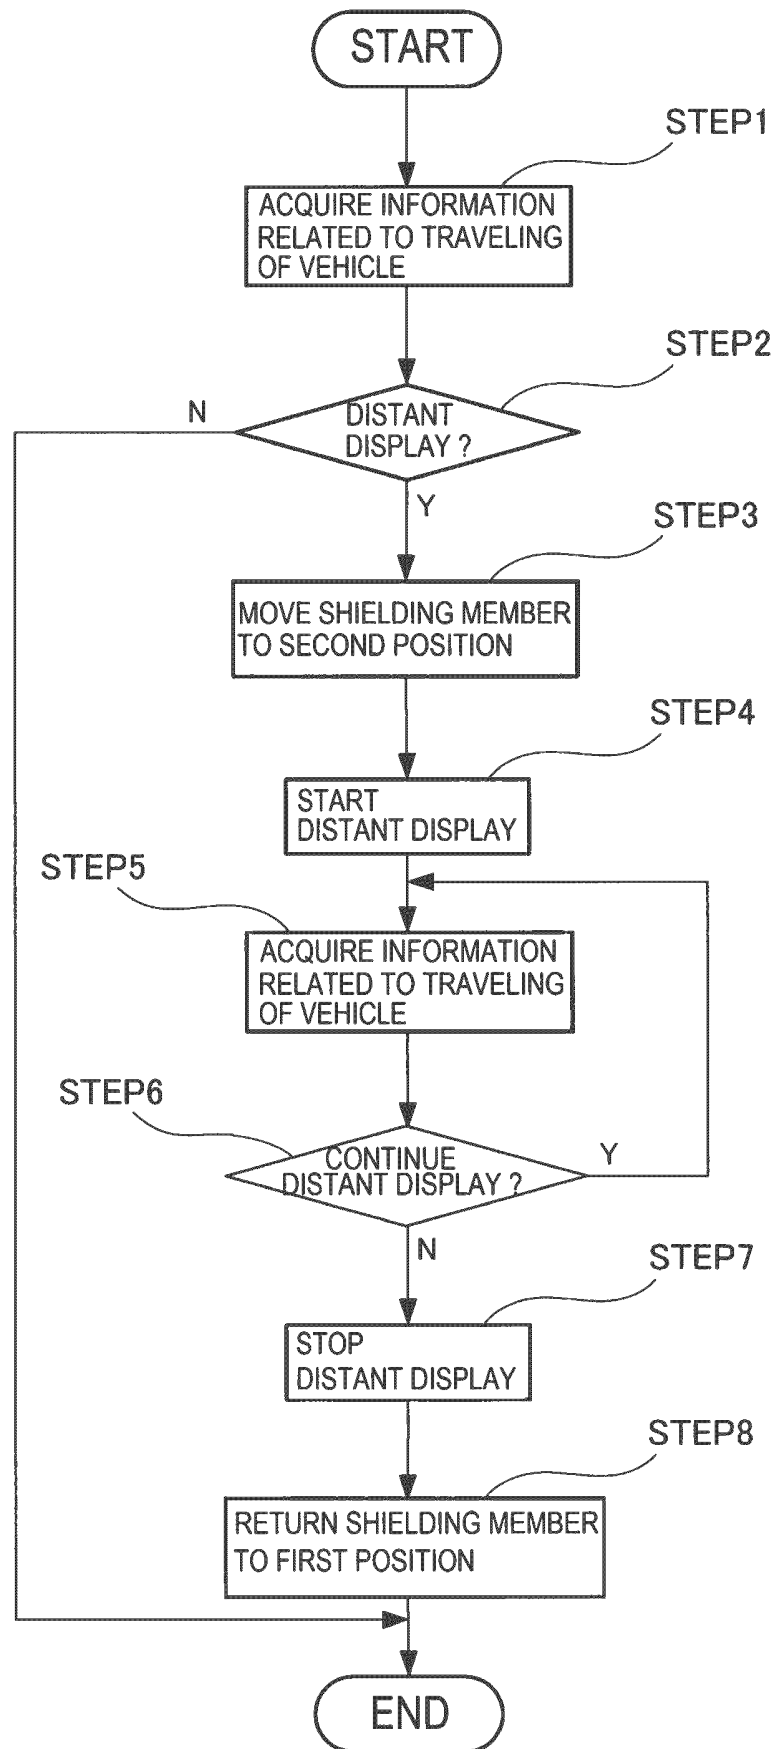 START
STEP1
ACQUIRE INFORMATION
RELATED TO TRAVELING
OF VEHICLE
STEP2
N
DISTANT
DISPLAY ?
Y
STEP3
MOVE SHIELDING MEMBER
TO SECOND POSITION
STEP4
START
DISTANT DISPLAY
STEP5
ACQUIRE INFORMATION
RELATED TO TRAVELING
OF VEHICLE
STEP6
CONTINUE
DISTANT DISPLAY ?
Y
N
STEP7
STOP
DISTANT DISPLAY
STEP8
RETURN SHIELDING MEMBER
TO FIRST POSITION
END